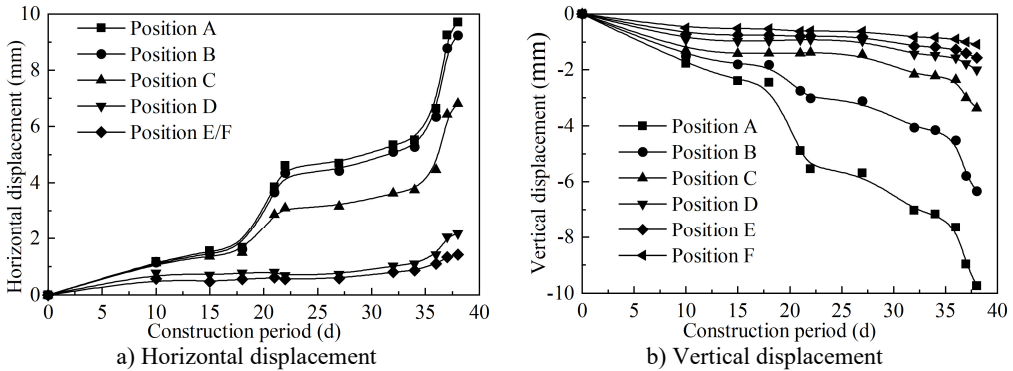 10
8
6
4
2
0
Horizontal displacement (mm)
Position A
Position B
Position C
Position D
Position E/F
0 5 10 15 20 25 30 35 40
Construction period (d)
a) Horizontal displacement
0
-2
-4
-6
-8
-10
Vertical displacement (mm)
Position A
Position B
Position C
Position D
Position E
Position F
0 5 10 15 20 25 30 35 40
Construction period (d)
b) Vertical displacement